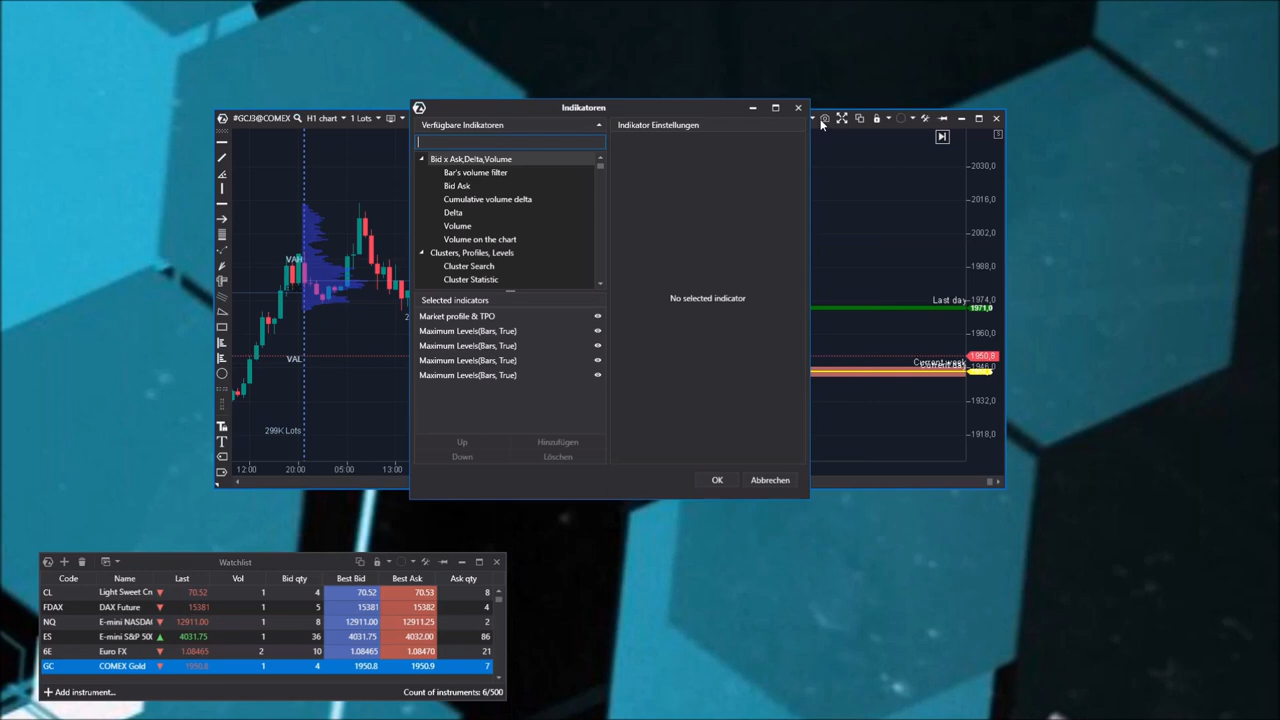 Indikatoren
#GCJ3@COMEX H1 chart 1 Lots
Verfügbare Indikatoren
Indikator Einstellungen
Bid x Ask,Delta,Volume
Bar's volume filter
Bid Ask
Cumulative volume delta
Delta
Volume
Volume on the chart
Clusters, Profiles, Levels
Cluster Search
Cluster Statistic
Selected indicators
Market profile & TPO
Maximum Levels(Bars, True)
Maximum Levels(Bars, True)
Maximum Levels(Bars, True)
Maximum Levels(Bars, True)
No selected indicator
Up Hinzufügen
Down Löschen
OK Abbrechen
VAH
VAL
299K Lots
12:00 20:00 05:00 13:00
S
2030,0
2016,0
2002,0
1988,0
Last day 1974,0
1971,0
1960,0
1950,8
Current week
Current day 1946,0
1932,0
1918,0
Watchlist
Code Name Last Vol Bid qty Best Bid Best Ask Ask qty
CL Light Sweet Cr 70.52 1 4 70.52 70.53 8
FDAX DAX Future 15381 1 5 15381 15382 4
NQ E-mini NASDA 12911.00 1 8 12911.00 12911.25 2
ES E-mini S&P 50 4031.75 1 36 4031.75 4032.00 86
6E Euro FX 1.08465 2 10 1.08465 1.08470 21
GC COMEX Gold 1950.8 1 4 1950.8 1950.9 7
Add instrument... Count of instruments: 6/500